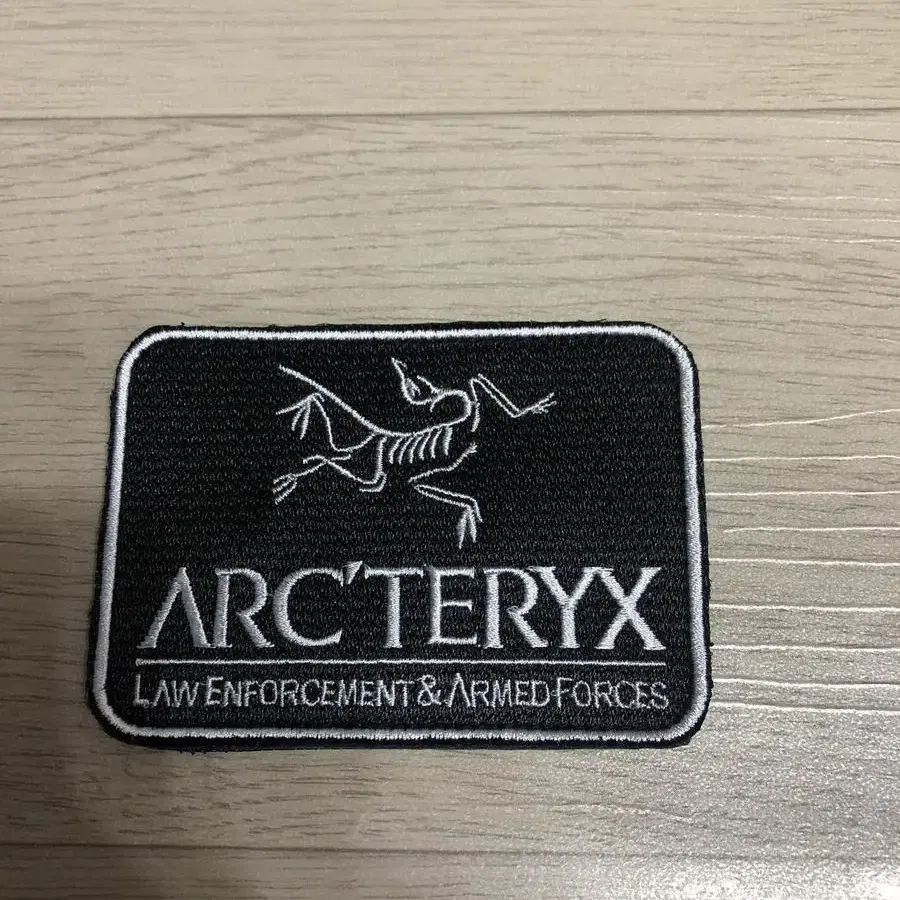 ARC'TERYX
LAW ENFORCEMENT & ARMED FORCES